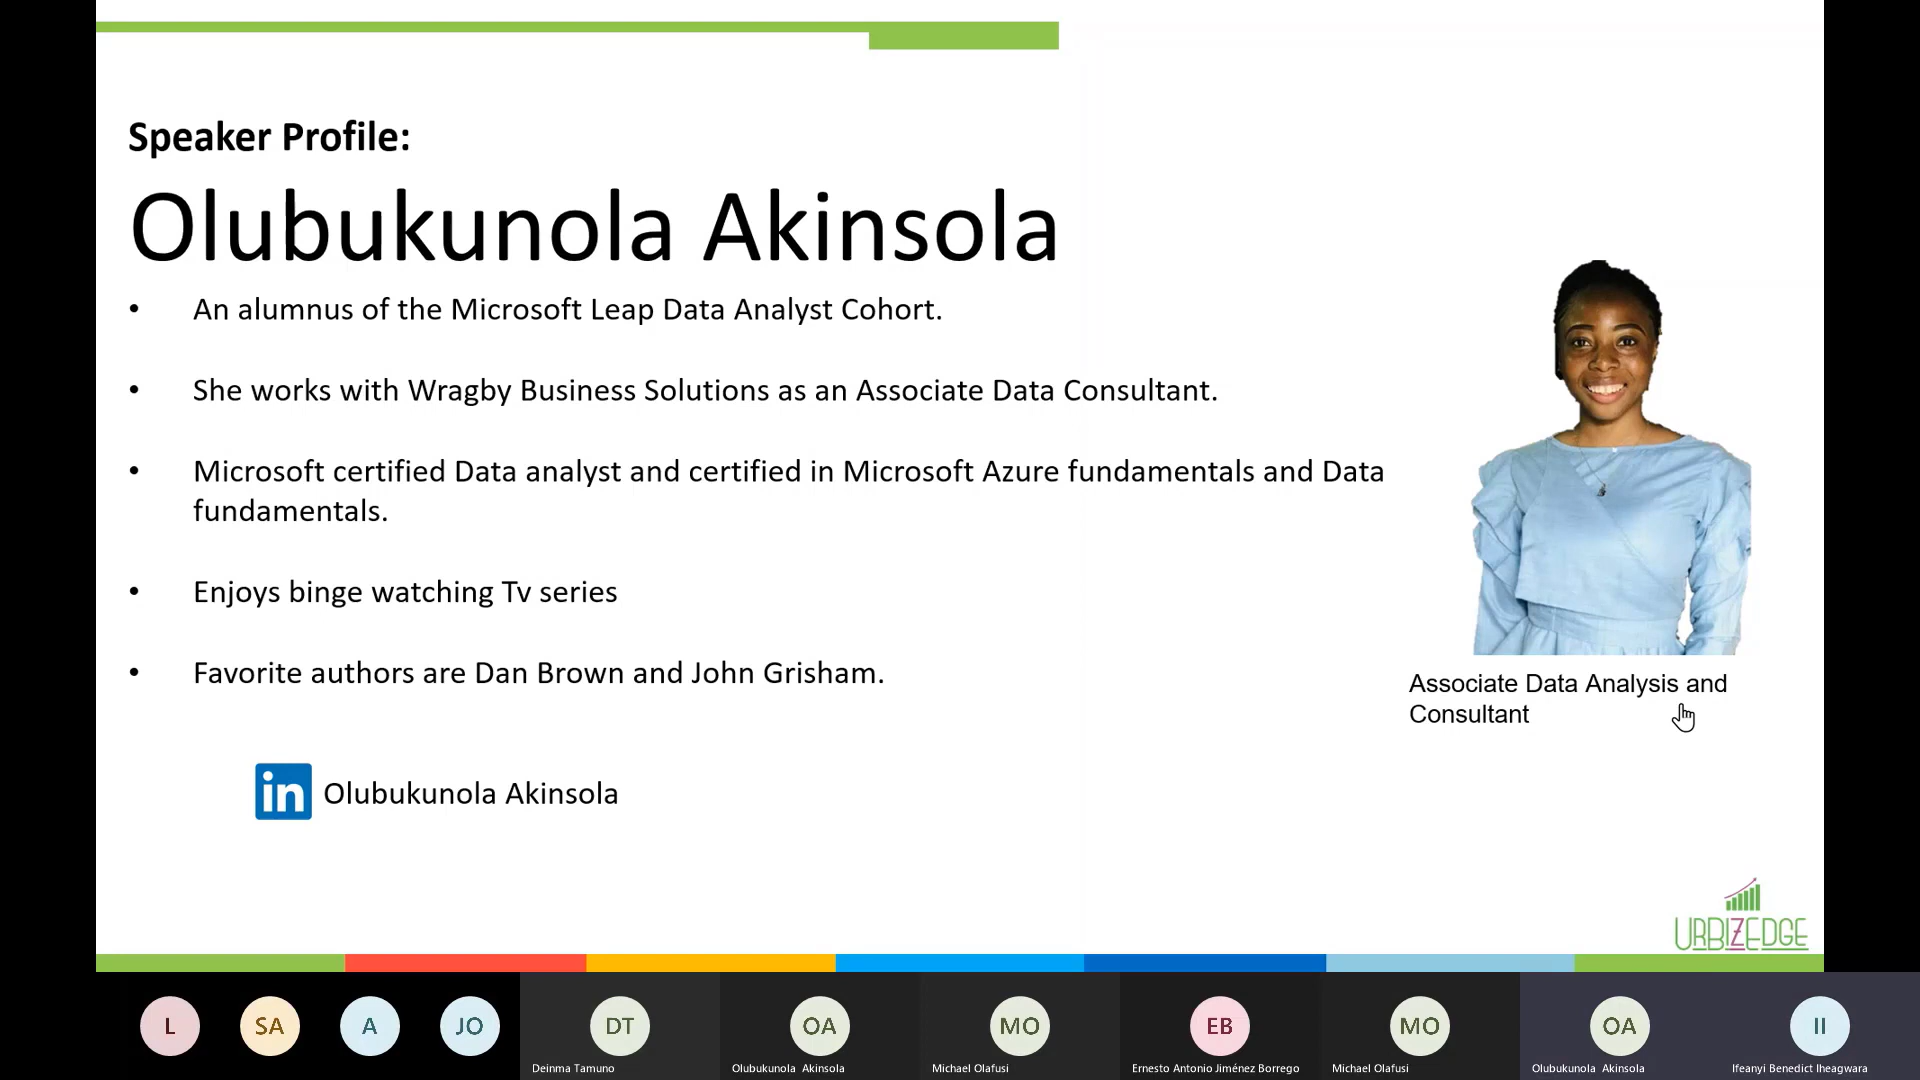 Speaker Profile:
Olubukunola Akinsola
• An alumnus of the Microsoft Leap Data Analyst Cohort.
• She works with Wragby Business Solutions as an Associate Data Consultant.
• Microsoft certified Data analyst and certified in Microsoft Azure fundamentals and Data
fundamentals.
• Enjoys binge watching Tv series
• Favorite authors are Dan Brown and John Grisham.
Associate Data Analysis and
Consultant
in Olubukunola Akinsola
URBIZEDGE
L SA A JO DT OA MO EB MO OA II
Deinma Tamuno Olubukunola Akinsola Michael Olafusi Ernesto Antonio Jiménez Borrego Michael Olafusi Olubukunola Akinsola Ifeanyi Benedict Iheagwara